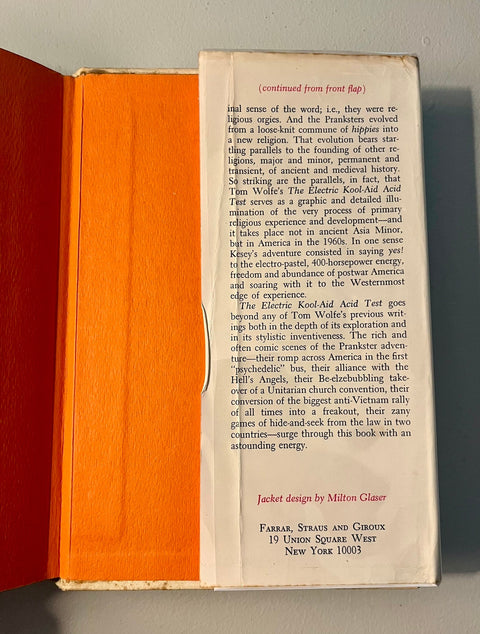 (continued from front flap)
inal sense of the word; i.e., they were re-
ligious orgies. And the Pranksters evolved
from a loose-knit commune of hippies into
a new religion. That evolution bears star-
tling parallels to the founding of other re-
ligions, major and minor, permanent and
transient, of ancient and medieval history.
So striking are the parallels, in fact, that
Tom Wolfe's The Electric Kool-Aid Acid
Test serves as a graphic and detailed illu-
mination of the very process of primary
religious experience and development—and
it takes place not in ancient Asia Minor,
but in America in the 1960s. In one sense
Kesey's adventure consisted in saying yes!
to the electro-pastel, 400-horsepower energy,
freedom and abundance of postwar America
and soaring with it to the Westernmost
edge of experience.
The Electric Kool-Aid Acid Test goes
beyond any of Tom Wolfe's previous writ-
ings both in the depth of its exploration and
in its stylistic inventiveness. The rich and
often comic scenes of the Prankster adven-
ture—their romp across America in the first
"psychedelic" bus, their alliance with the
Hell's Angels, their Be-elzebubbling take-
over of a Unitarian church convention, their
conversion of the biggest anti-Vietnam rally
of all times into a freakout, their zany
games of hide-and-seek from the law in two
countries—surge through this book with an
astounding energy.
Jacket design by Milton Glaser
FARRAR, STRAUS AND GIROUX
19 UNION SQUARE WEST
NEW YORK 10003